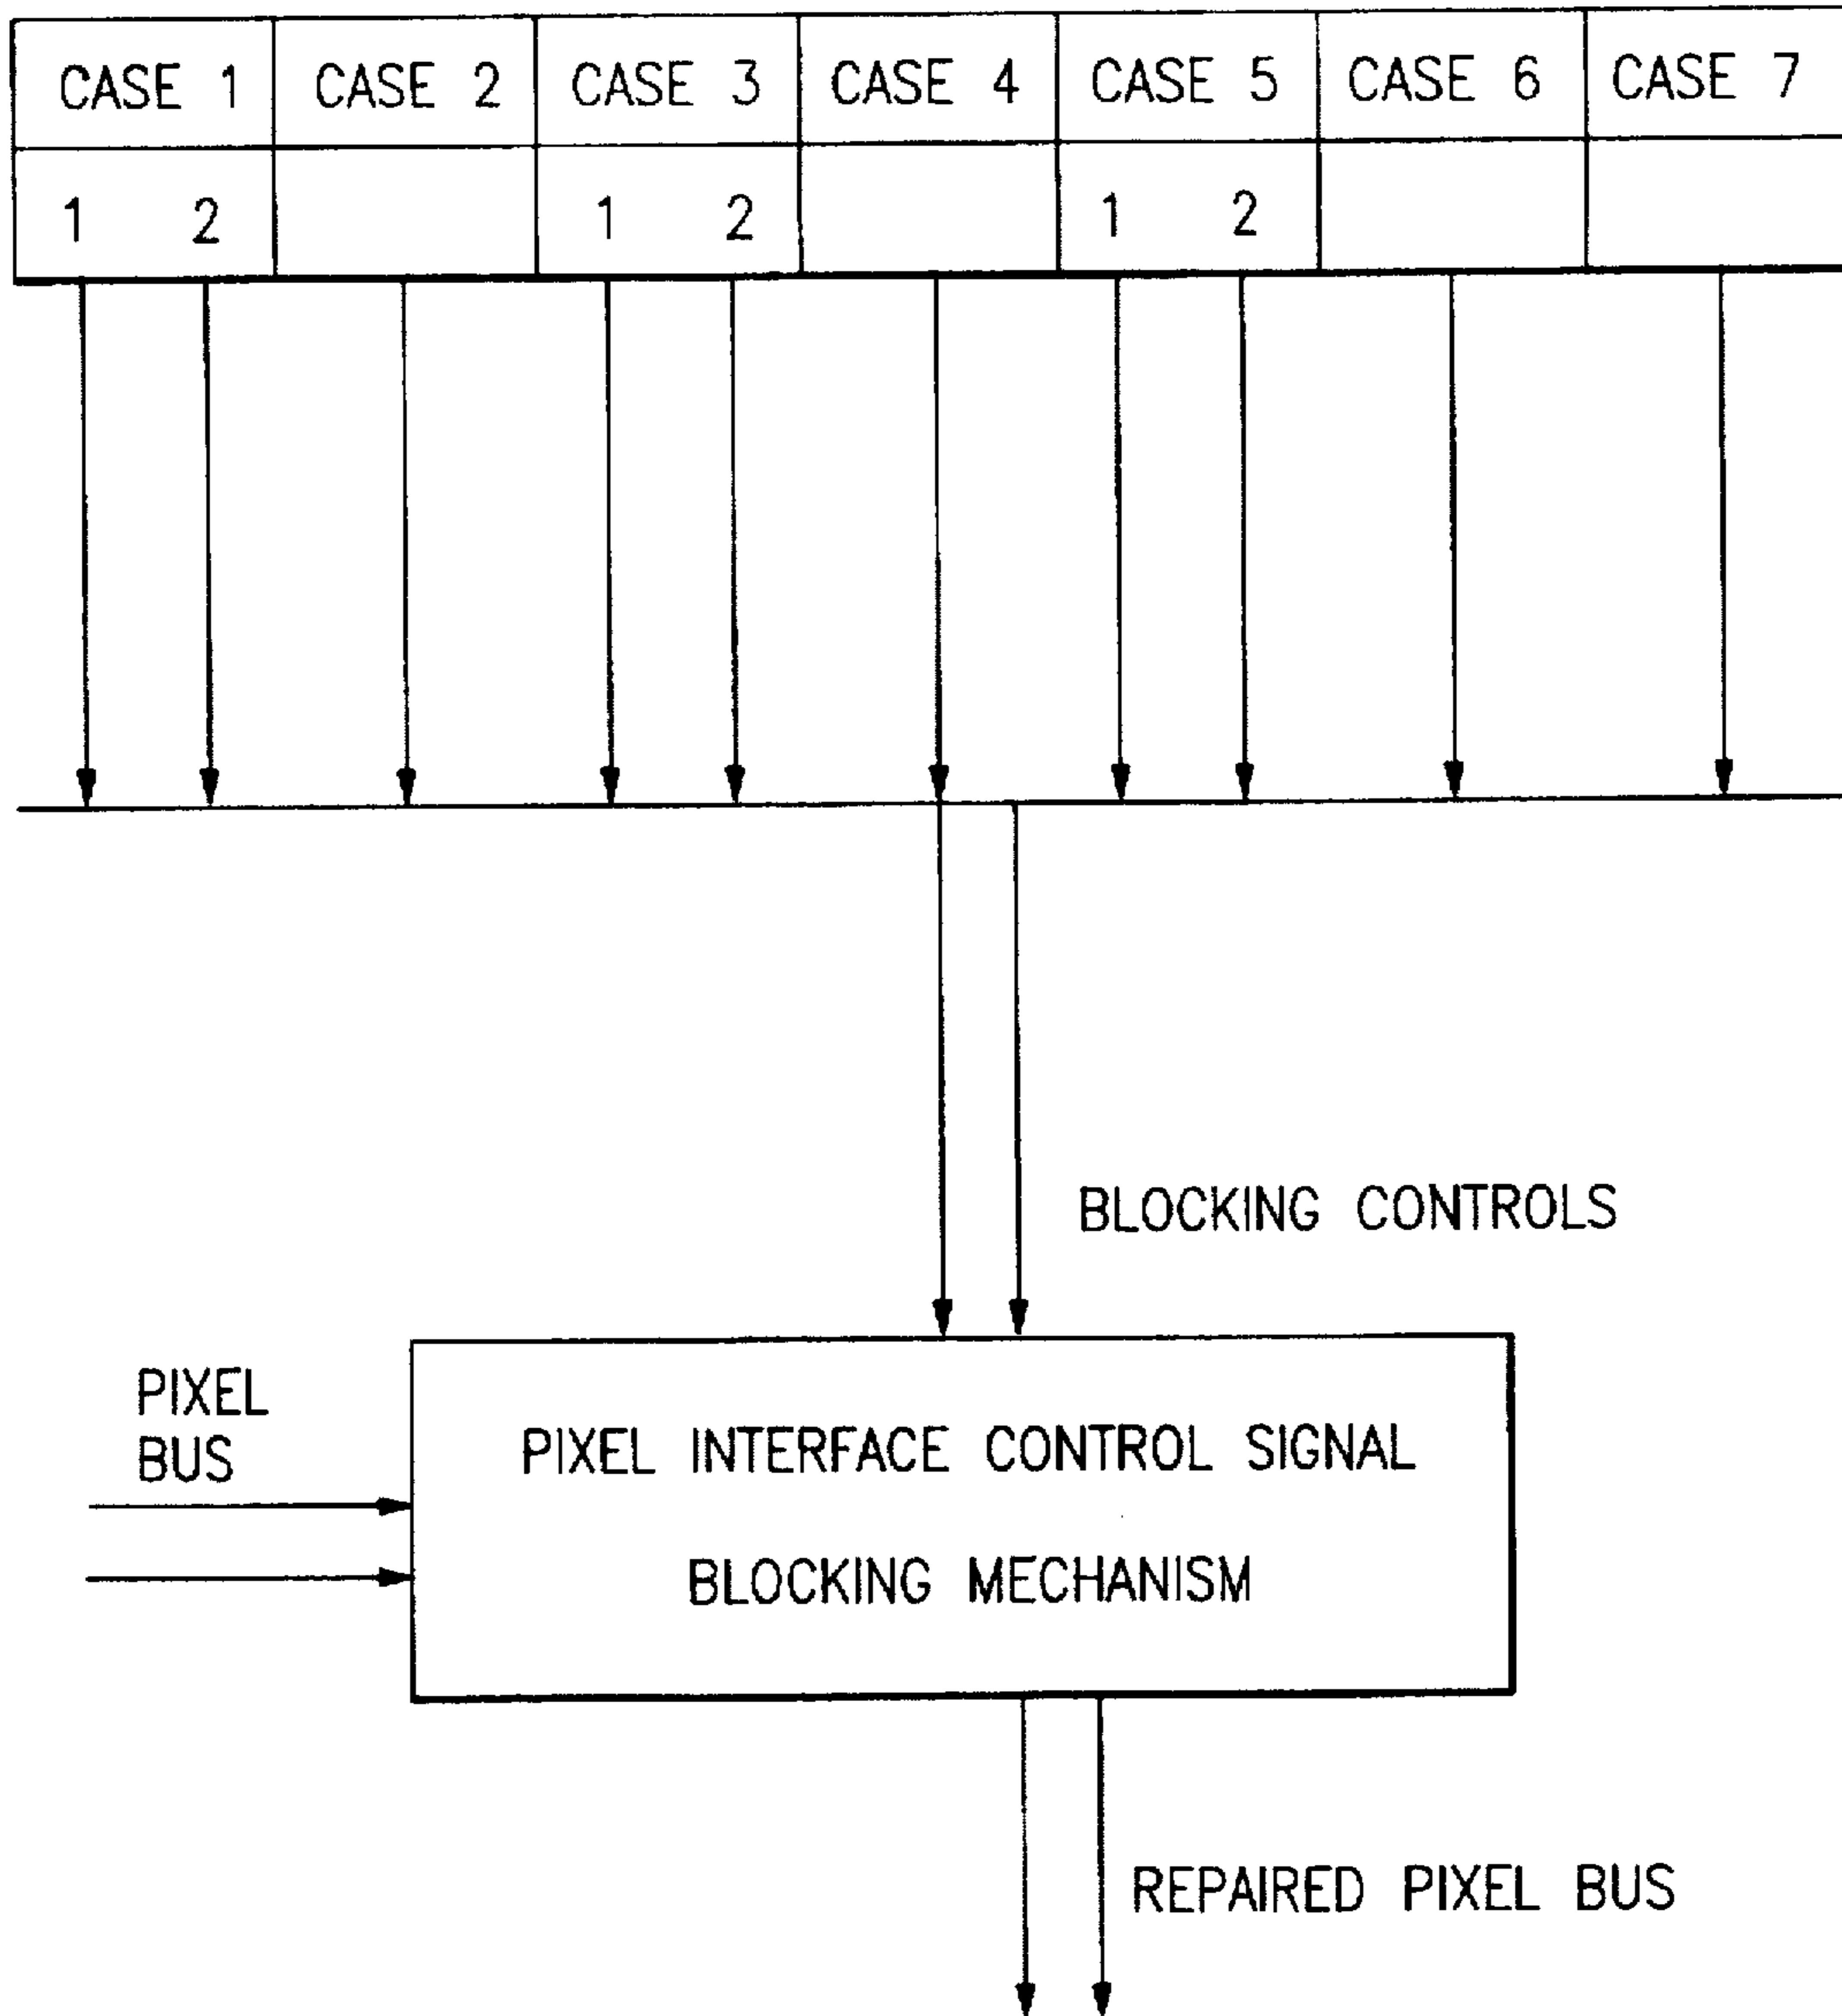 CASE 1 CASE 2 CASE 3 CASE 4 CASE 5 CASE 6 CASE 7
1 2 1 2 1 2
BLOCKING CONTROLS
PIXEL
BUS
PIXEL INTERFACE CONTROL SIGNAL
BLOCKING MECHANISM
REPAIRED PIXEL BUS